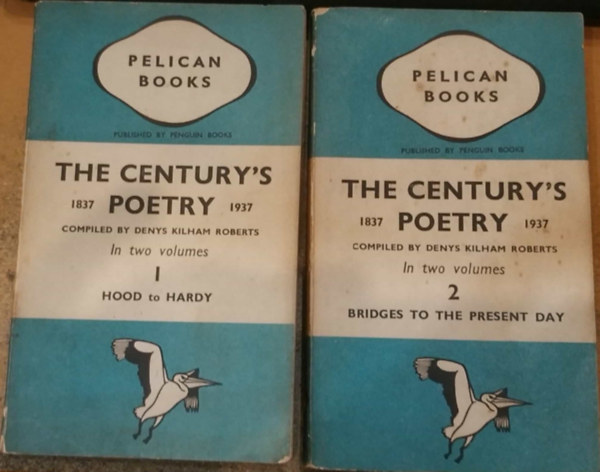 PELICAN
BOOKS
PUBLISHED BY PENGUIN BOOKS
THE CENTURY'S
1837 POETRY 1937
COMPILED BY DENYS KILHAM ROBERTS
In two volumes
1
HOOD to HARDY
PELICAN
BOOKS
PUBLISHED BY PENGUIN BOOKS
THE CENTURY'S
1837 POETRY 1937
COMPILED BY DENYS KILHAM ROBERTS
In two volumes
2
BRIDGES TO THE PRESENT DAY